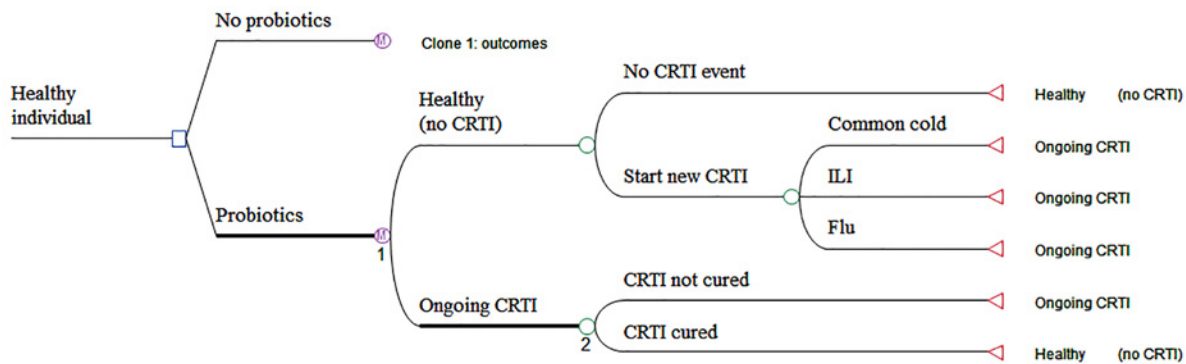 No probiotics
M
Clone 1: outcomes
Healthy
individual
No CRTI event
Healthy (no CRTI)
Healthy
(no CRTI)
Common cold
Ongoing CRTI
Start new CRTI
ILI
Ongoing CRTI
Probiotics
M
1
Flu
Ongoing CRTI
CRTI not cured
Ongoing CRTI
Ongoing CRTI
2
CRTI cured
Healthy (no CRTI)